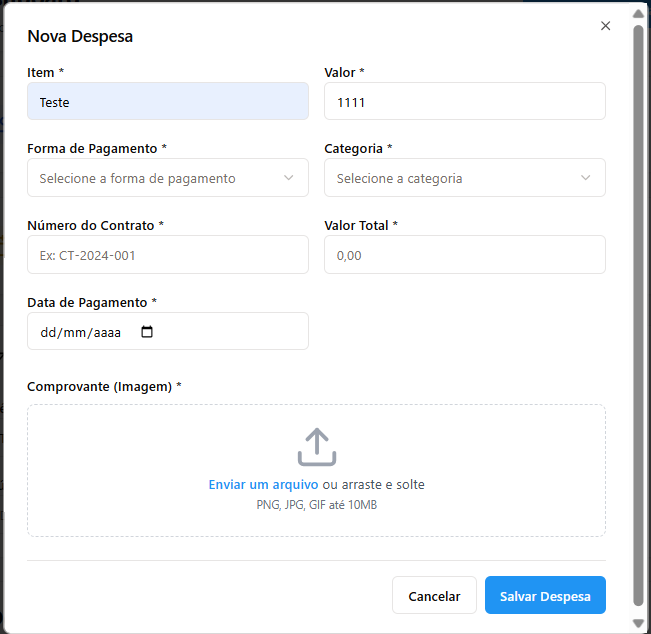 Nova Despesa
Item *
Valor *
Teste
1111
Forma de Pagamento *
Categoria *
Selecione a forma de pagamento
Selecione a categoria
Número do Contrato *
Valor Total *
Ex: CT-2024-001
0,00
Data de Pagamento *
dd/mm/aaaa
Comprovante (Imagem) *
Enviar um arquivo ou arraste e solte
PNG, JPG, GIF até 10MB
Cancelar
Salvar Despesa